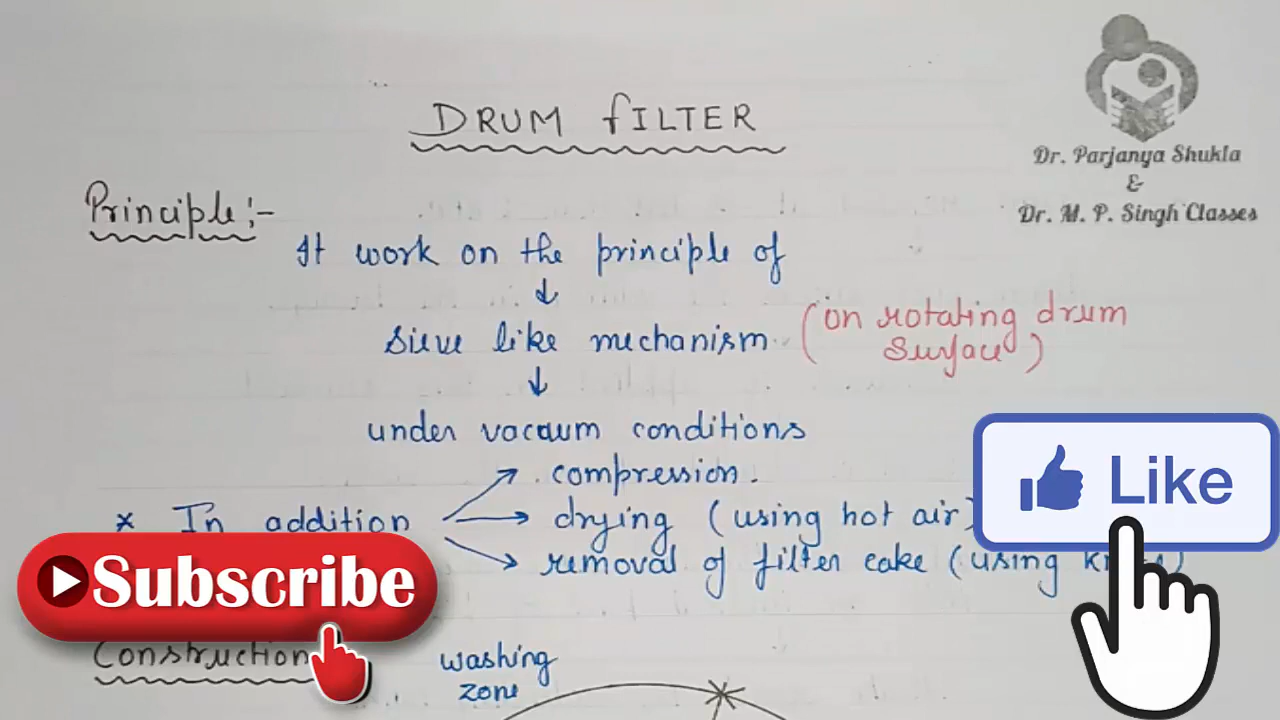 DRUM FILTER
Dr. Parjanya Shukla
&
Dr. M. P. Singh Classes
Principle:-
It work on the principle of
sieve like mechanism (on rotating drum
surface)
under vacuum conditions
compression.
* In addition drying (using hot air)
removal of filter cake (using
Like
Subscribe
Construction
washing
zone